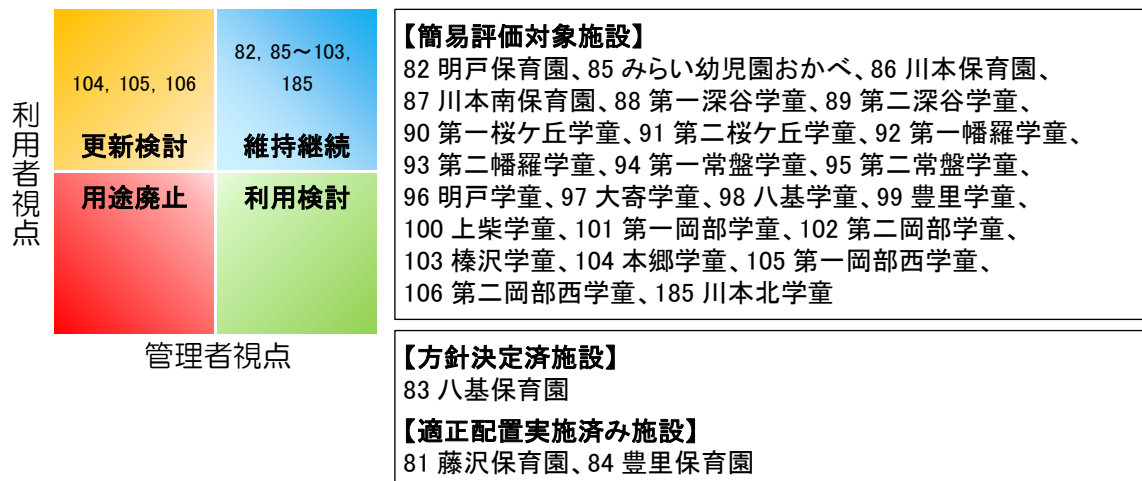 利用者視点
104, 105, 106
更新検討
82, 85～103,
185
維持継続
用途廃止
利用検討
管理者視点
【簡易評価対象施設】
82 明戸保育園、85 みらい幼児園おかべ、86 川本保育園、
87 川本南保育園、88 第一深谷学童、89 第二深谷学童、
90 第一桜ケ丘学童、91 第二桜ケ丘学童、92 第一幡羅学童、
93 第二幡羅学童、94 第一常盤学童、95 第二常盤学童、
96 明戸学童、97 大寄学童、98 八基学童、99 豊里学童、
100 上柴学童、101 第一岡部学童、102 第二岡部学童、
103 榛沢学童、104 本郷学童、105 第一岡部西学童、
106 第二岡部西学童、185 川本北学童
【方針決定済施設】
83 八基保育園
【適正配置実施済み施設】
81 藤沢保育園、84 豊里保育園